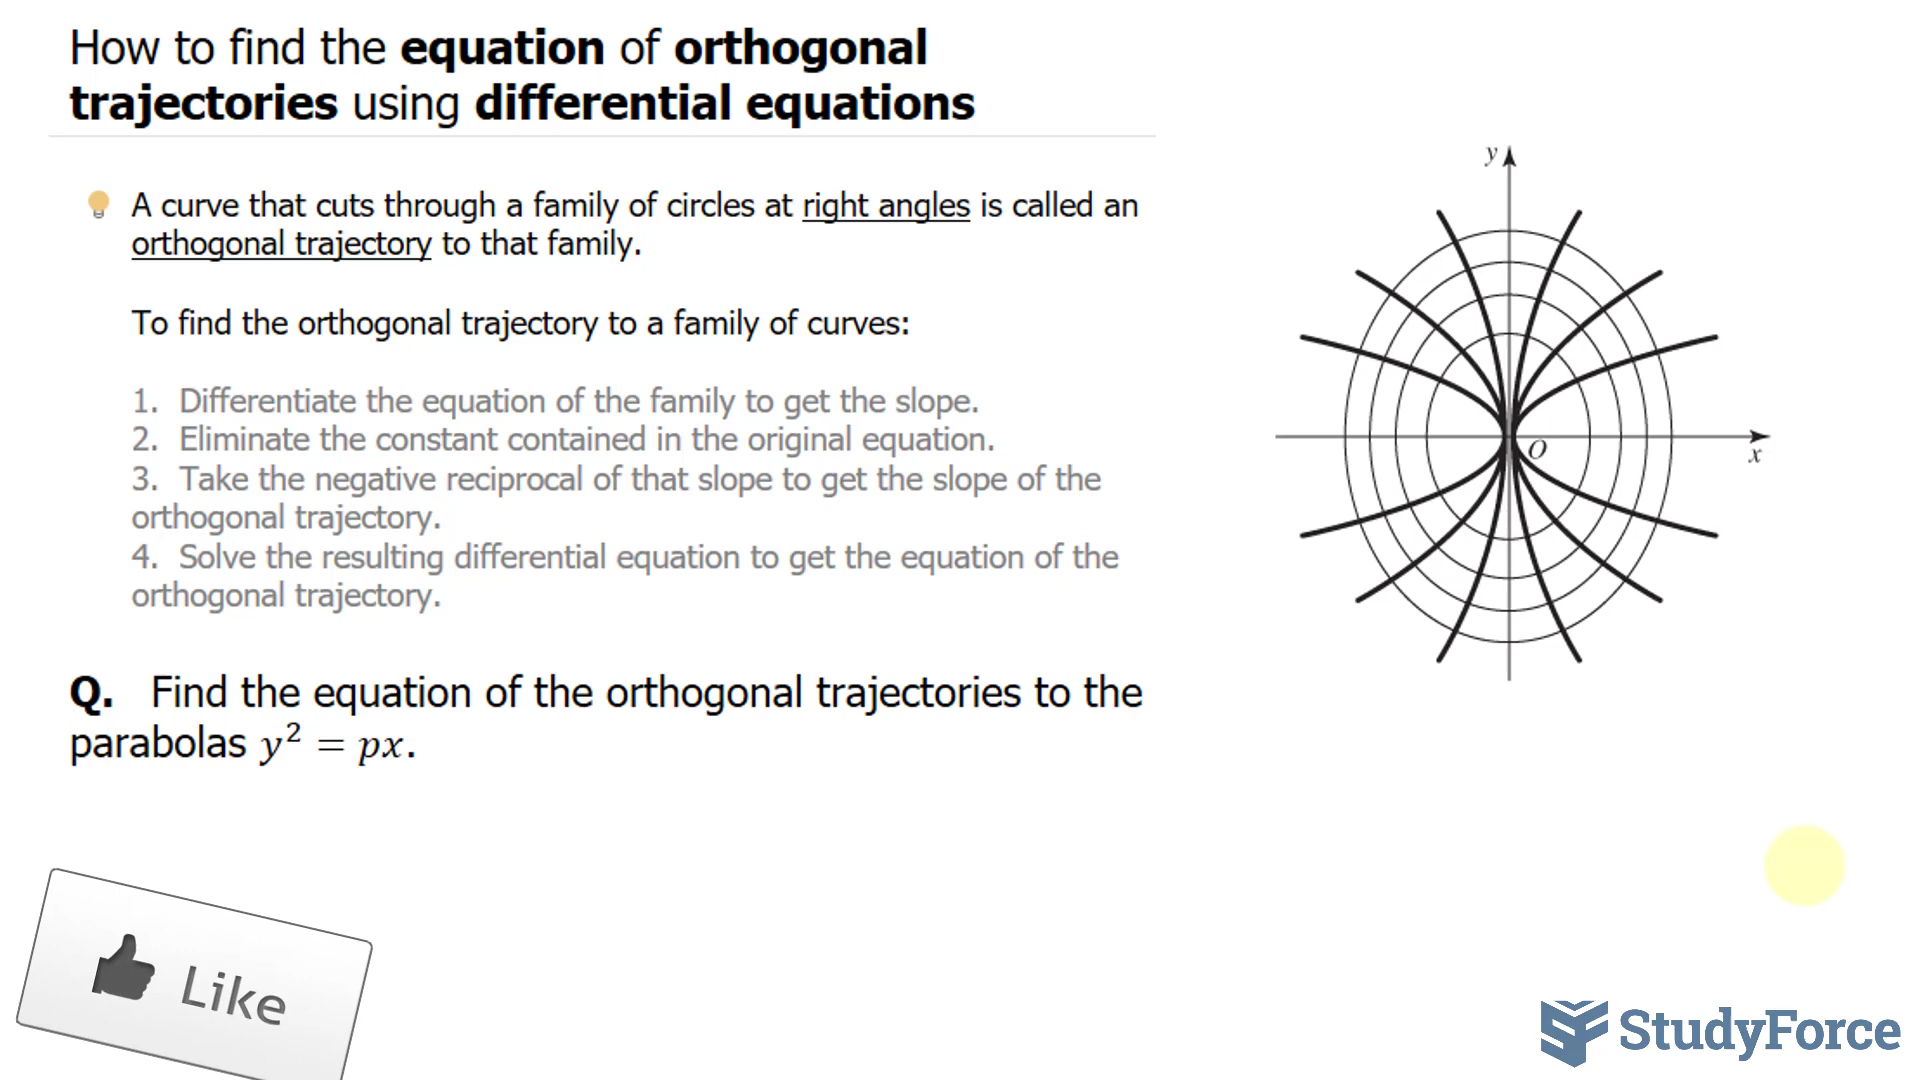 How to find the equation of orthogonal
trajectories using differential equations
A curve that cuts through a family of circles at right angles is called an
orthogonal trajectory to that family.
To find the orthogonal trajectory to a family of curves:
1. Differentiate the equation of the family to get the slope.
2. Eliminate the constant contained in the original equation.
3. Take the negative reciprocal of that slope to get the slope of the
orthogonal trajectory.
4. Solve the resulting differential equation to get the equation of the
orthogonal trajectory.
Q. Find the equation of the orthogonal trajectories to the
parabolas y² = px.
y
O
x
Like
StudyForce